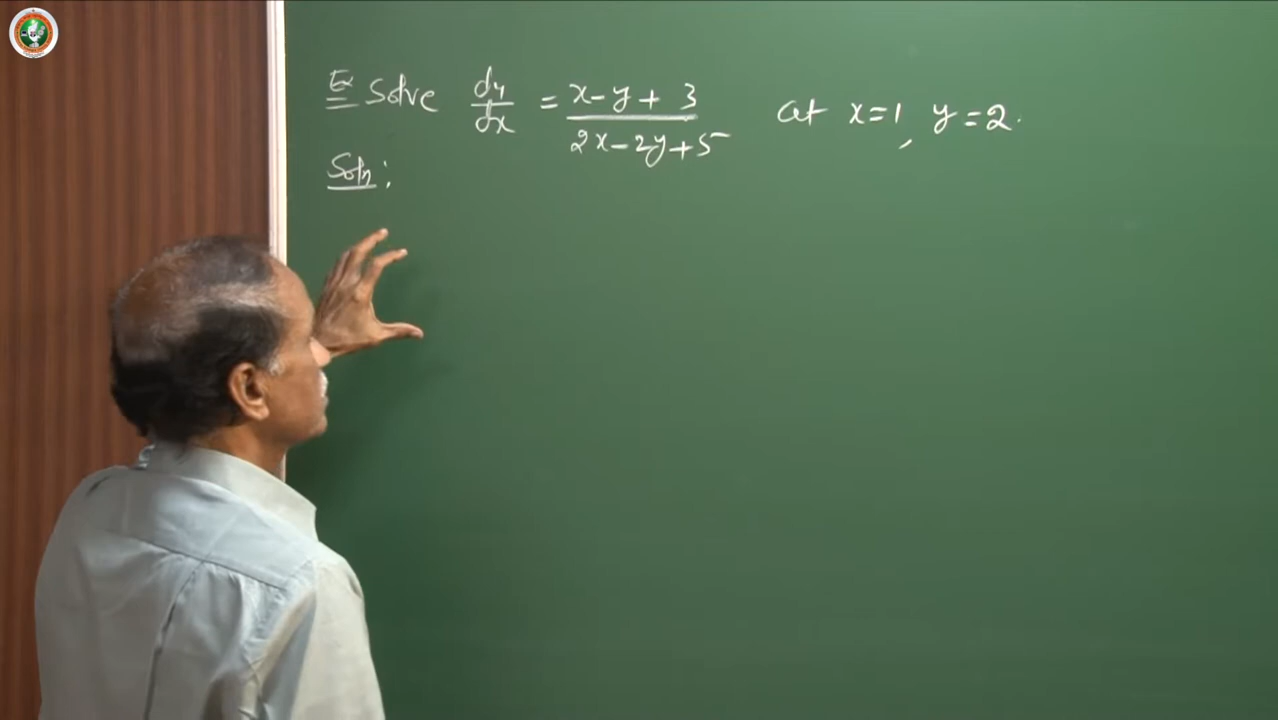 Ex Solve dy/dx = (x-y+3)/(2x-2y+5) at x=1, y=2.
Soln: